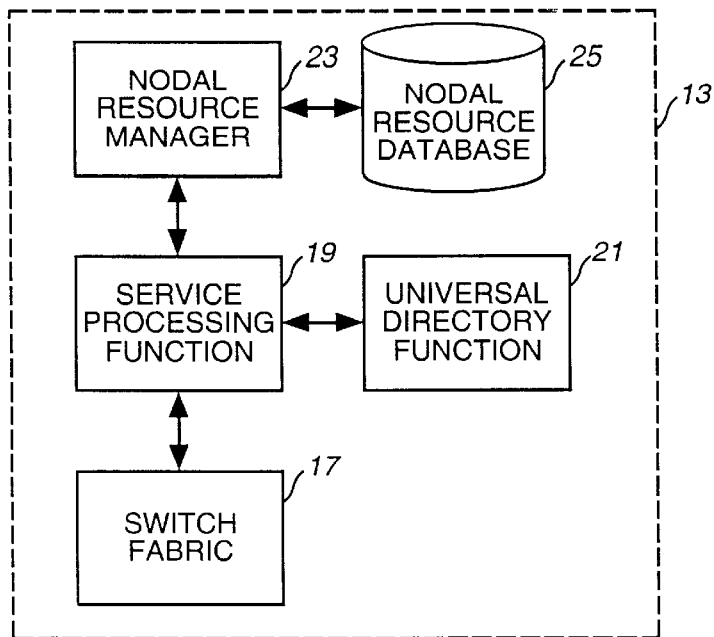 23
NODAL
RESOURCE
MANAGER
25
NODAL
RESOURCE
DATABASE
13
19
SERVICE
PROCESSING
FUNCTION
21
UNIVERSAL
DIRECTORY
FUNCTION
17
SWITCH
FABRIC